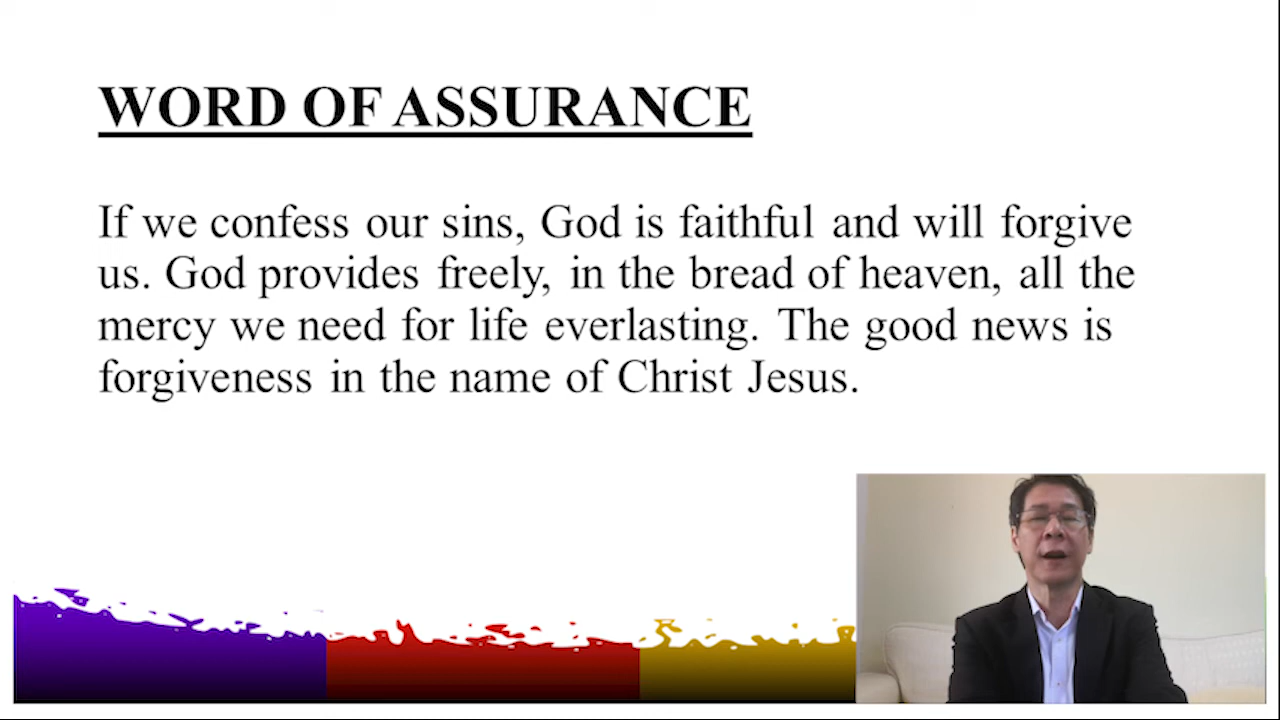 WORD OF ASSURANCE
If we confess our sins, God is faithful and will forgive
us. God provides freely, in the bread of heaven, all the
mercy we need for life everlasting. The good news is
forgiveness in the name of Christ Jesus.